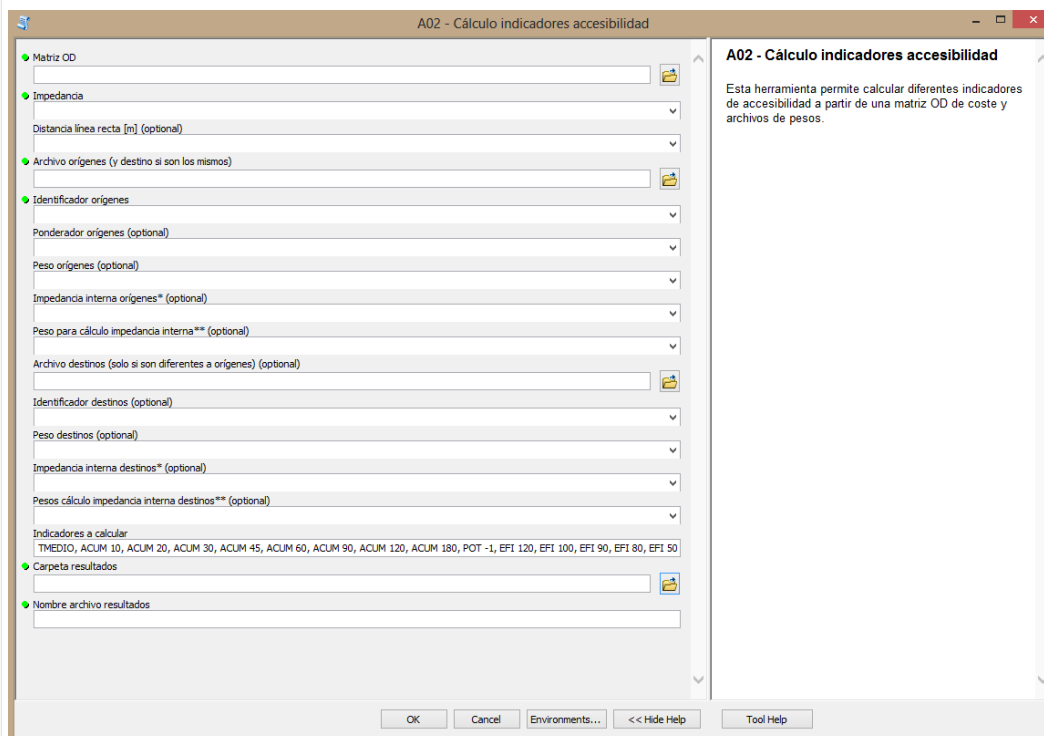 A02 - Cálculo indicadores accesibilidad
Matriz OD
Impedancia
Distancia línea recta [m] (optional)
Archivo orígenes (y destino si son los mismos)
Identificador orígenes
Ponderador orígenes (optional)
Peso orígenes (optional)
Impedancia interna orígenes* (optional)
Peso para cálculo impedancia interna** (optional)
Archivo destinos (solo si son diferentes a orígenes) (optional)
Identificador destinos (optional)
Peso destinos (optional)
Impedancia interna destinos* (optional)
Pesos cálculo impedancia interna destinos** (optional)
Indicadores a calcular
TMEDIO, ACUM 10, ACUM 20, ACUM 30, ACUM 45, ACUM 60, ACUM 90, ACUM 120, ACUM 180, POT -1, EFI 120, EFI 100, EFI 90, EFI 80, EFI 50
Carpeta resultados
Nombre archivo resultados
A02 - Cálculo indicadores accesibilidad
Esta herramienta permite calcular diferentes indicadores
de accesibilidad a partir de una matriz OD de coste y
archivos de pesos.
OK Cancel Environments... << Hide Help Tool Help